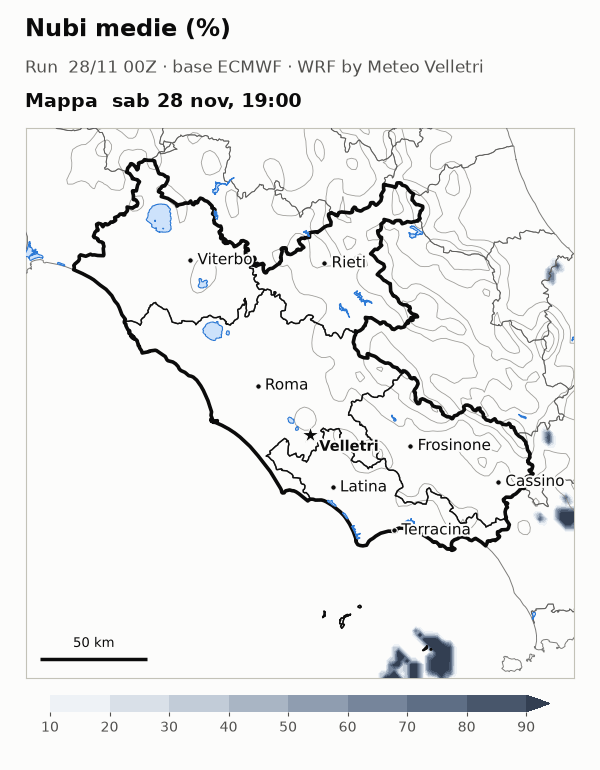 Nubi medie (%)
Run 28/11 00Z · base ECMWF · WRF by Meteo Velletri
Mappa sab 28 nov, 19:00
Viterbo
Rieti
Roma
Velletri
Frosinone
Latina
Cassino
Terracina
50 km
10 20 30 40 50 60 70 80 90